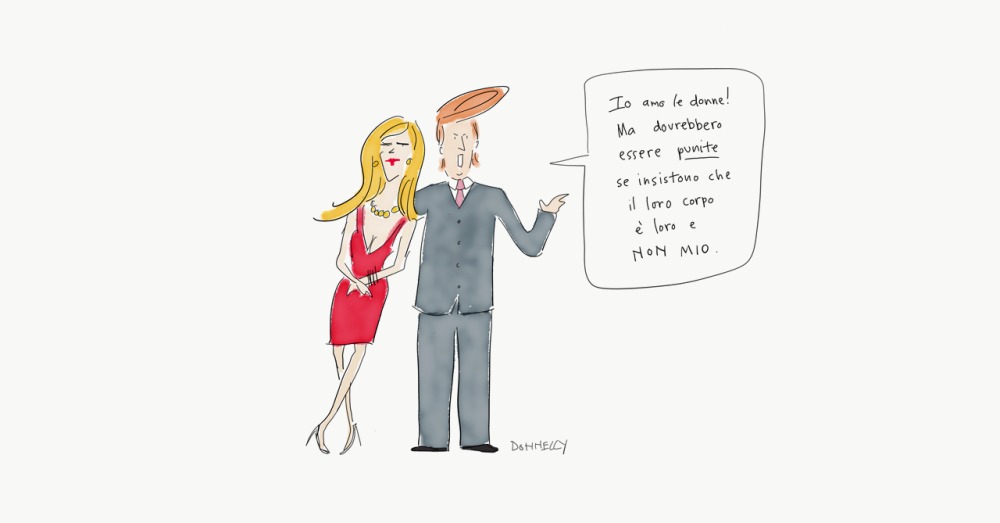 Io amo le donne!
Ma dovrebbero
essere punite
se insistono che
il loro corpo
è loro e
NON MIO.
DONNELLY